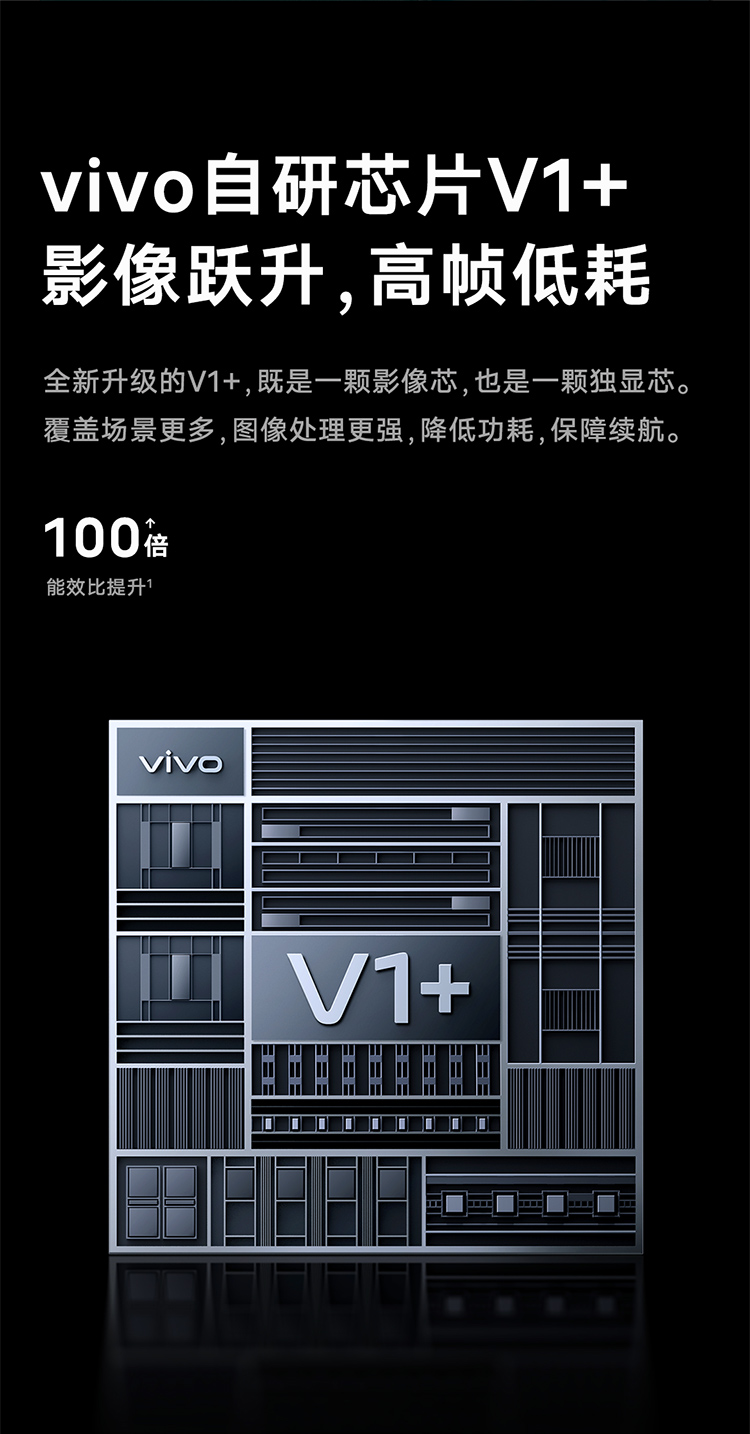 vivo自研芯片V1+
影像跃升,高帧低耗
全新升级的V1+,既是一颗影像芯,也是一颗独显芯。
覆盖场景更多,图像处理更强,降低功耗,保障续航。
100↑倍
能效比提升¹
vivo
V1+